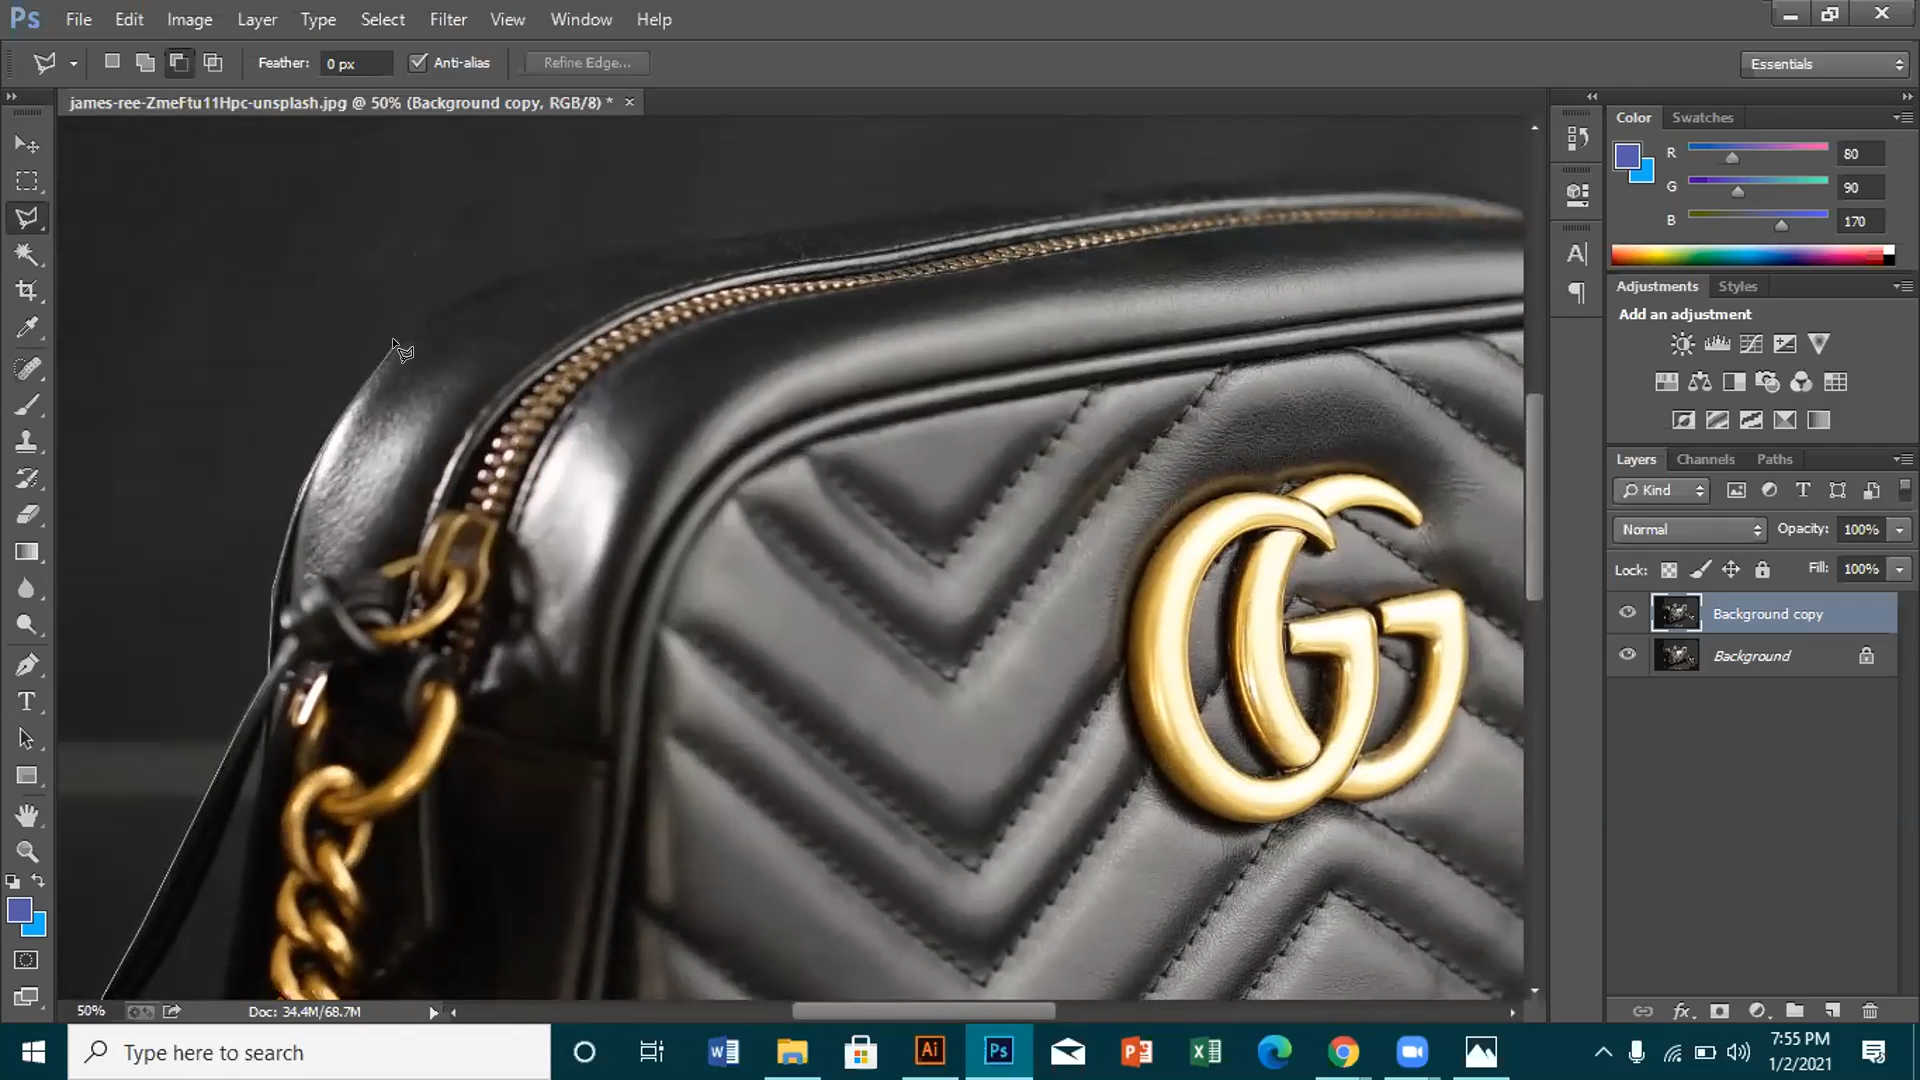 Ps File Edit Image Layer Type Select Filter View Window Help
Feather: 0 px Anti-alias Refine Edge... Essentials
james-ree-ZmeFtu11Hpc-unsplash.jpg @ 50% (Background copy, RGB/8) * ×
Color Swatches
R 80
G 90
B 170
A|
Adjustments Styles
Add an adjustment
Layers Channels Paths
Kind
Normal Opacity: 100%
Lock: Fill: 100%
Background copy
Background
fx
50% Doc: 34.4M/68.7M
Type here to search
Ai Ps
7:55 PM
1/2/2021